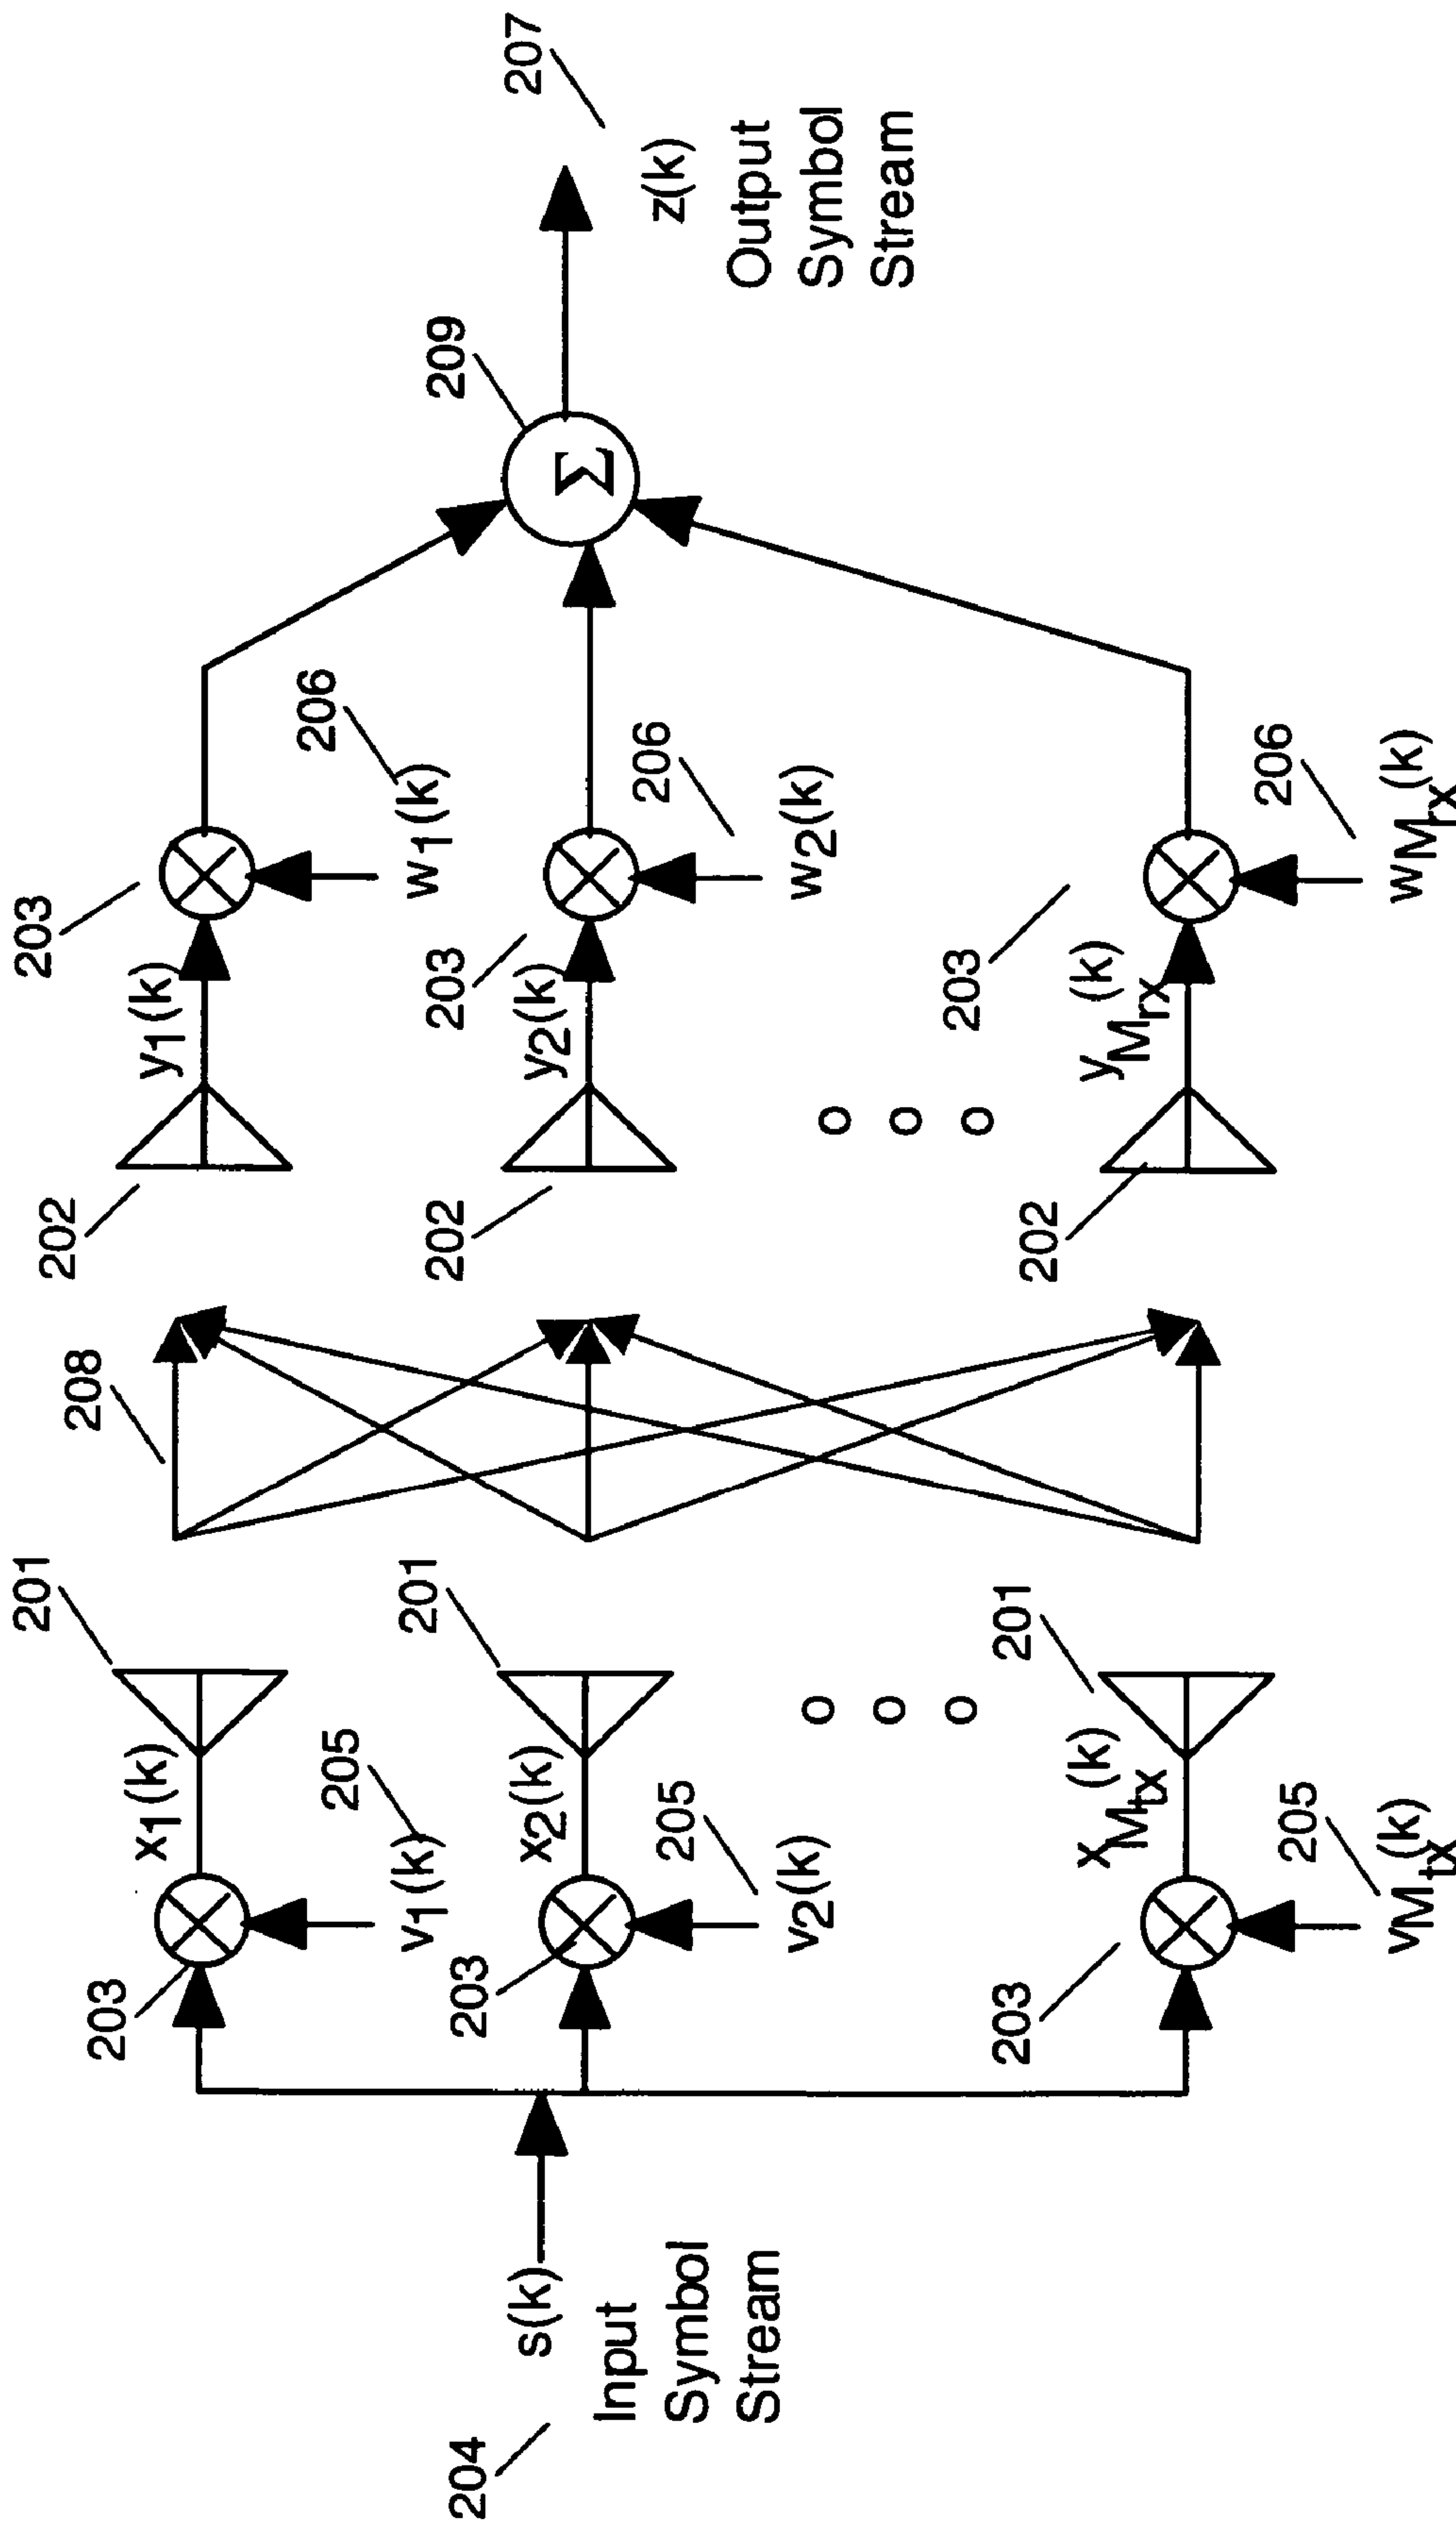 204
s(k)
Input
Symbol
Stream
203
203
203
v1(k)
205
v2(k)
205
vMtx(k)
205
x1(k)
x2(k)
xMtx(k)
201
201
201
o o o
208
202
202
202
o o o
y1(k)
y2(k)
yMrx(k)
203
203
203
w1(k)
206
w2(k)
206
wMrx(k)
206
209
Σ
207
z(k)
Output
Symbol
Stream